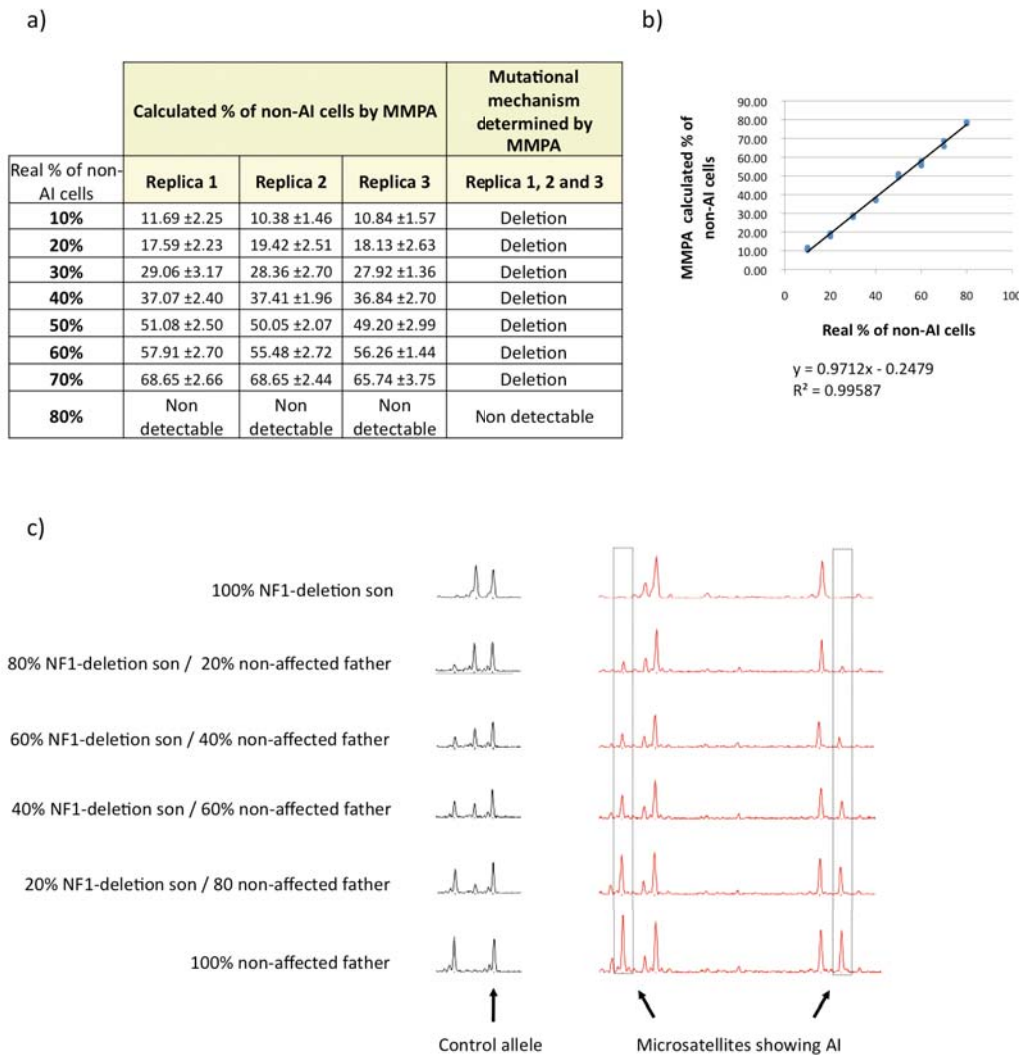 a)
Calculated % of non-AI cells by MMPA
Mutational
mechanism
determined by
MMPA
Real % of non-
AI cells
Replica 1
Replica 2
Replica 3
Replica 1, 2 and 3
10%
11.69 ±2.25
10.38 ±1.46
10.84 ±1.57
Deletion
20%
17.59 ±2.23
19.42 ±2.51
18.13 ±2.63
Deletion
30%
29.06 ±3.17
28.36 ±2.70
27.92 ±1.36
Deletion
40%
37.07 ±2.40
37.41 ±1.96
36.84 ±2.70
Deletion
50%
51.08 ±2.50
50.05 ±2.07
49.20 ±2.99
Deletion
60%
57.91 ±2.70
55.48 ±2.72
56.26 ±1.44
Deletion
70%
68.65 ±2.66
68.65 ±2.44
65.74 ±3.75
Deletion
80%
Non
detectable
Non
detectable
Non
detectable
Non detectable
b)
MMPA calculated % of
non-AI cells
90.00
80.00
70.00
60.00
50.00
40.00
30.00
20.00
10.00
0.00
0
20
40
60
80
100
Real % of non-AI cells
y = 0.9712x - 0.2479
R² = 0.99587
c)
100% NF1-deletion son
80% NF1-deletion son / 20% non-affected father
60% NF1-deletion son / 40% non-affected father
40% NF1-deletion son / 60% non-affected father
20% NF1-deletion son / 80 non-affected father
100% non-affected father
Control allele
Microsatellites showing AI